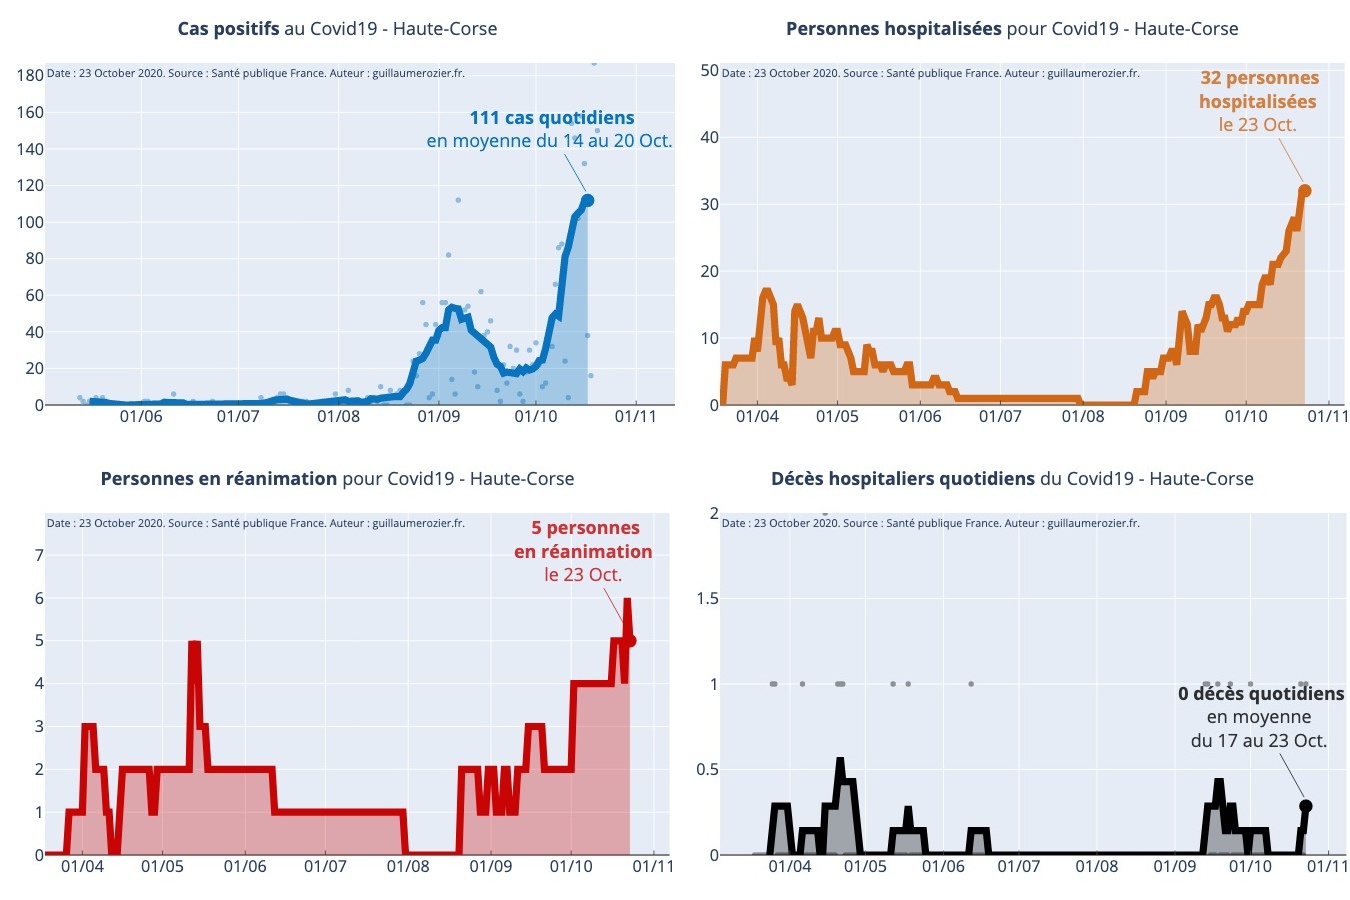 Cas positifs au Covid19 - Haute-Corse
Date : 23 October 2020. Source : Santé publique France. Auteur : guillaumerozier.fr.
111 cas quotidiens
en moyenne du 14 au 20 Oct.
180
160
140
120
100
80
60
40
20
0
01/06 01/07 01/08 01/09 01/10 01/11
Personnes hospitalisées pour Covid19 - Haute-Corse
Date : 23 October 2020. Source : Santé publique France. Auteur : guillaumerozier.fr.
32 personnes
hospitalisées
le 23 Oct.
50
40
30
20
10
0
01/04 01/05 01/06 01/07 01/08 01/09 01/10 01/11
Personnes en réanimation pour Covid19 - Haute-Corse
Date : 23 October 2020. Source : Santé publique France. Auteur : guillaumerozier.fr.
5 personnes
en réanimation
le 23 Oct.
7
6
5
4
3
2
1
0
01/04 01/05 01/06 01/07 01/08 01/09 01/10 01/11
Décès hospitaliers quotidiens du Covid19 - Haute-Corse
Date : 23 October 2020. Source : Santé publique France. Auteur : guillaumerozier.fr.
0 décès quotidiens
en moyenne
du 17 au 23 Oct.
2
1.5
1
0.5
0
01/04 01/05 01/06 01/07 01/08 01/09 01/10 01/11